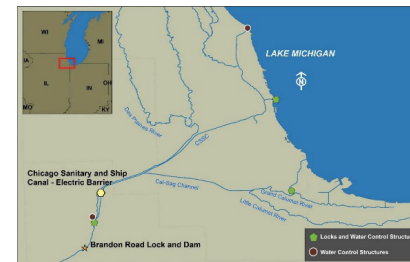 WI
MI
IA
IL
IN
OH
MO
KY
LAKE MICHIGAN
N
Des Plaines River
CSSC
Chicago Sanitary and Ship
Canal - Electric Barrier
Cal-Sag Channel
Grand Calumet River
Little Calumet River
Brandon Road Lock and Dam
Locks and Water Control Structu
Water Control Structures